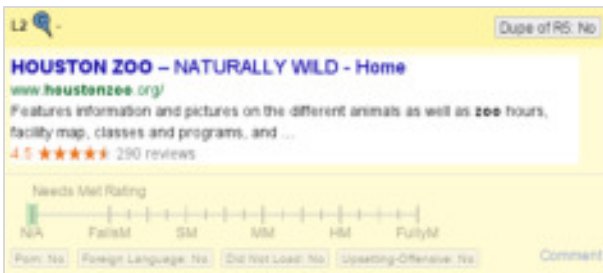 L2 -
Dupe of R5: No
HOUSTON ZOO – NATURALLY WILD - Home
www.houstonzoo.org/
Features information and pictures on the different animals as well as zoo hours,
facility map, classes and programs, and ...
4.5 ★★★★★ 290 reviews
Needs Met Rating
N/A FailsM SM MM HM FullyM
Porn: No Foreign Language: No Did Not Load: No Upsetting-Offensive: No Comment